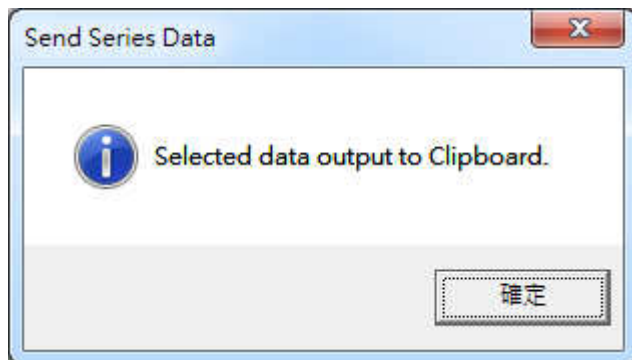 Send Series Data
Selected data output to Clipboard.
確定